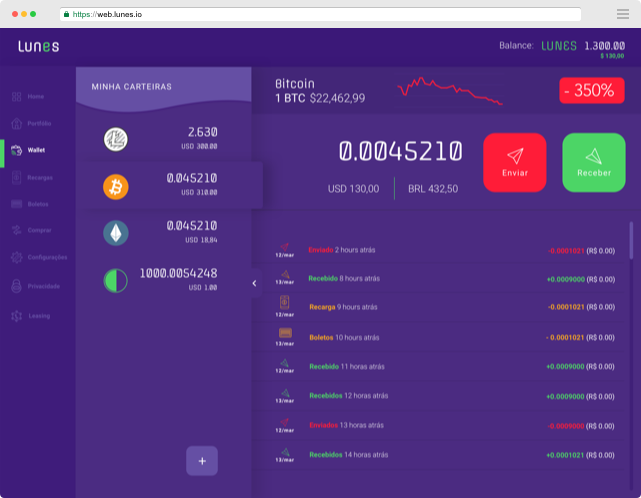 https://web.lunes.io
Lunes
Balance: LUNES 1.300.00
$ 130,00
Home
Portfólio
Wallet
Recargas
Boletos
Comprar
Configurações
Privacidade
Leasing
MINHA CARTEIRAS
2.630
USD 300.00
0.045210
USD 310.00
0.045210
USD 18,84
1000.0054248
USD 1.00
+
Bitcoin
1 BTC $22,462,99
- 350%
0.0045210
USD 130,00
BRL 432,50
Enviar
Receber
12/mar Enviado 2 hours atrás -0.0001021 (R$ 0.00)
13/mar Recebido 8 hours atrás +0.0009000 (R$ 0.00)
12/mar Recarga 9 hours atrás -0.0001021 (R$ 0.00)
13/mar Boletos 10 hours atrás - 0.0001021 (R$ 0.00)
12/mar Recebido 11 horas atrás +0.0009000 (R$ 0.00)
13/mar Recebidos 12 horas atrás +0.0009000 (R$ 0.00)
12/mar Enviados 13 horas atrás -0.0009000 (R$ 0.00)
13/mar Recebidos 14 horas atrás +0.0001021 (R$ 0.00)